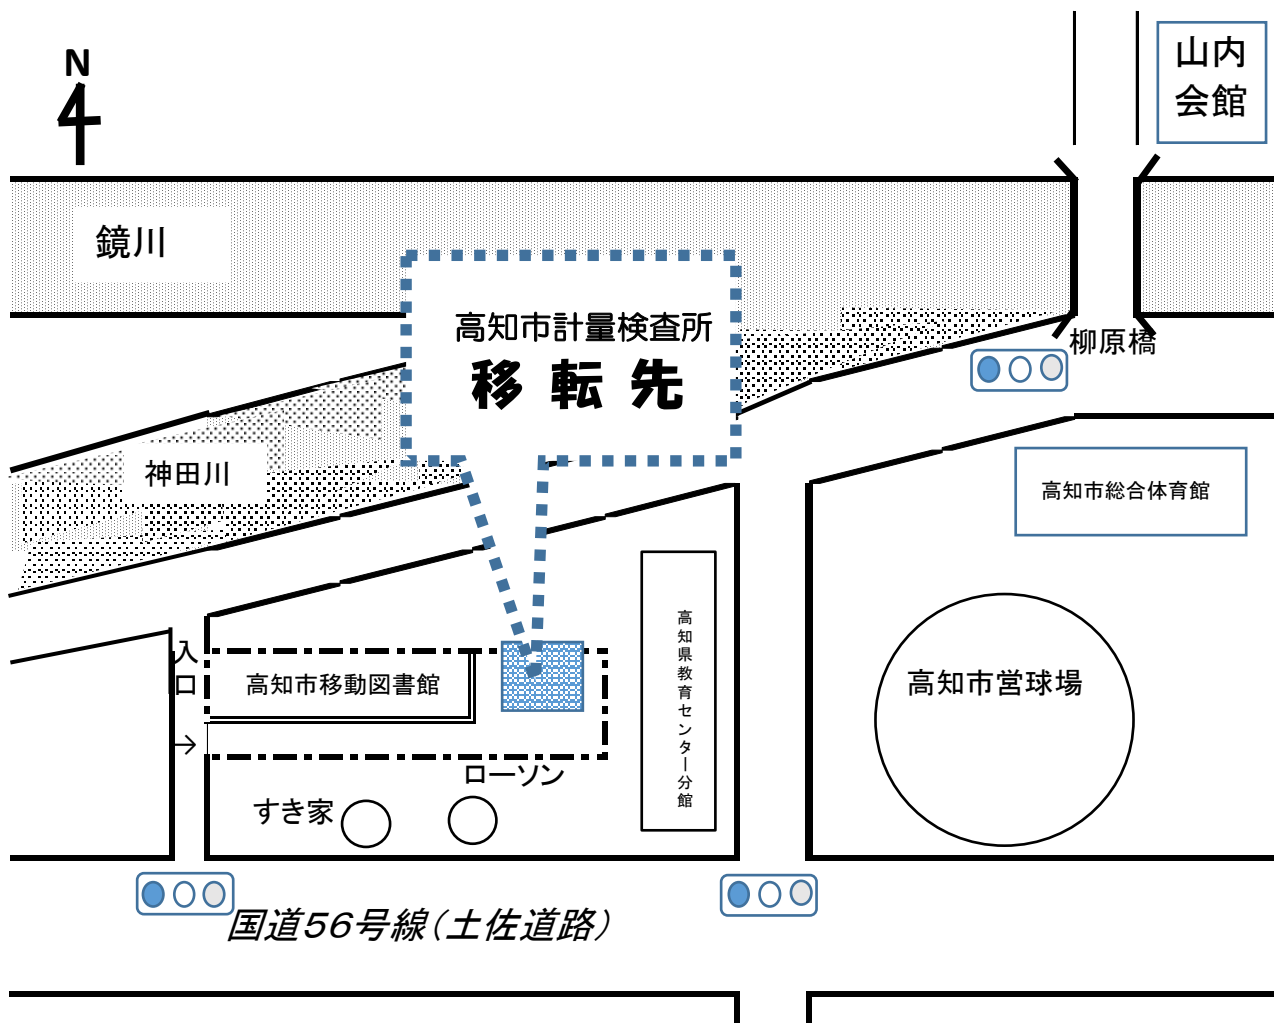 N
山内
会館
鏡川
高知市計量検査所
移転先
柳原橋
神田川
高知市総合体育館
入口
→
高知市移動図書館
高知県教育センター分館
高知市営球場
ローソン
すき家
国道56号線（土佐道路）